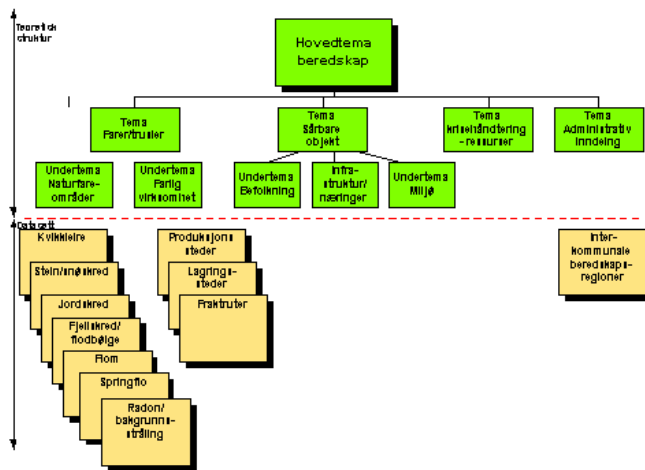 Teoretisk
struktur
Hovedtema
beredskap
Tema
Farer/trusler
Tema
Sårbare
objekt
Tema
krisehåndtering
-ressurser
Tema
Administrativ
inndeling
Undertema
Naturfare-
områder
Undertema
Farlig
virksomhet
Undertema
Befolkning
Infra-
struktur/
næringer
Undertema
Miljø
Datasett
Kvikkleire
Stein/snøskred
Jordskred
Fjellskred/
flodbølge
Flom
Springflo
Radon/
bakgrunns-
stråling
Produksjons
steder
Lagrings-
steder
Fraktruter
Inter-
kommunale
beredskaps-
regioner